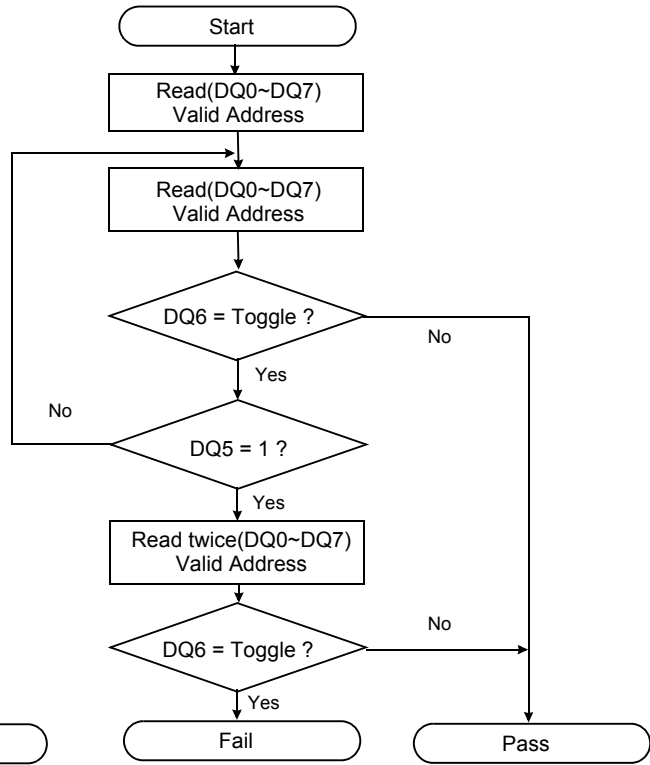 Start
Read(DQ0~DQ7)
Valid Address
Read(DQ0~DQ7)
Valid Address
DQ6 = Toggle ?
No
Yes
No
DQ5 = 1 ?
Yes
Read twice(DQ0~DQ7)
Valid Address
DQ6 = Toggle ?
No
Yes
Fail
Pass